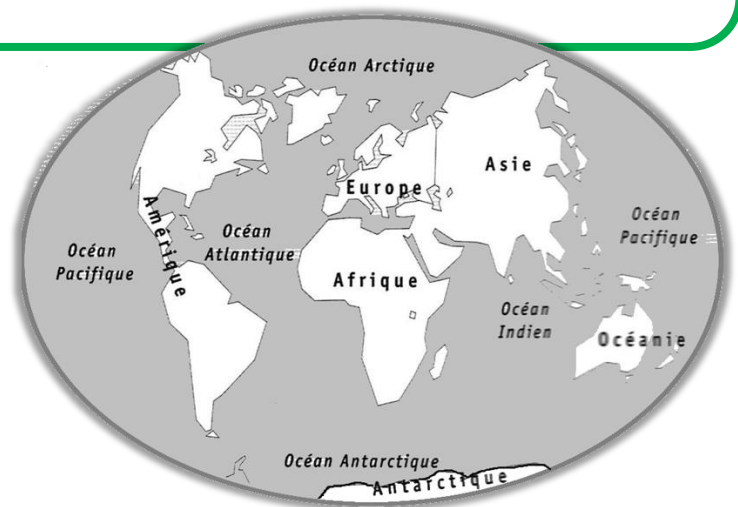 Océan Arctique
Asie
Europe
Amérique
Océan
Atlantique
Océan
Pacifique
Océan
Pacifique
Afrique
Océan
Indien
Océanie
Océan Antarctique
Antarctique